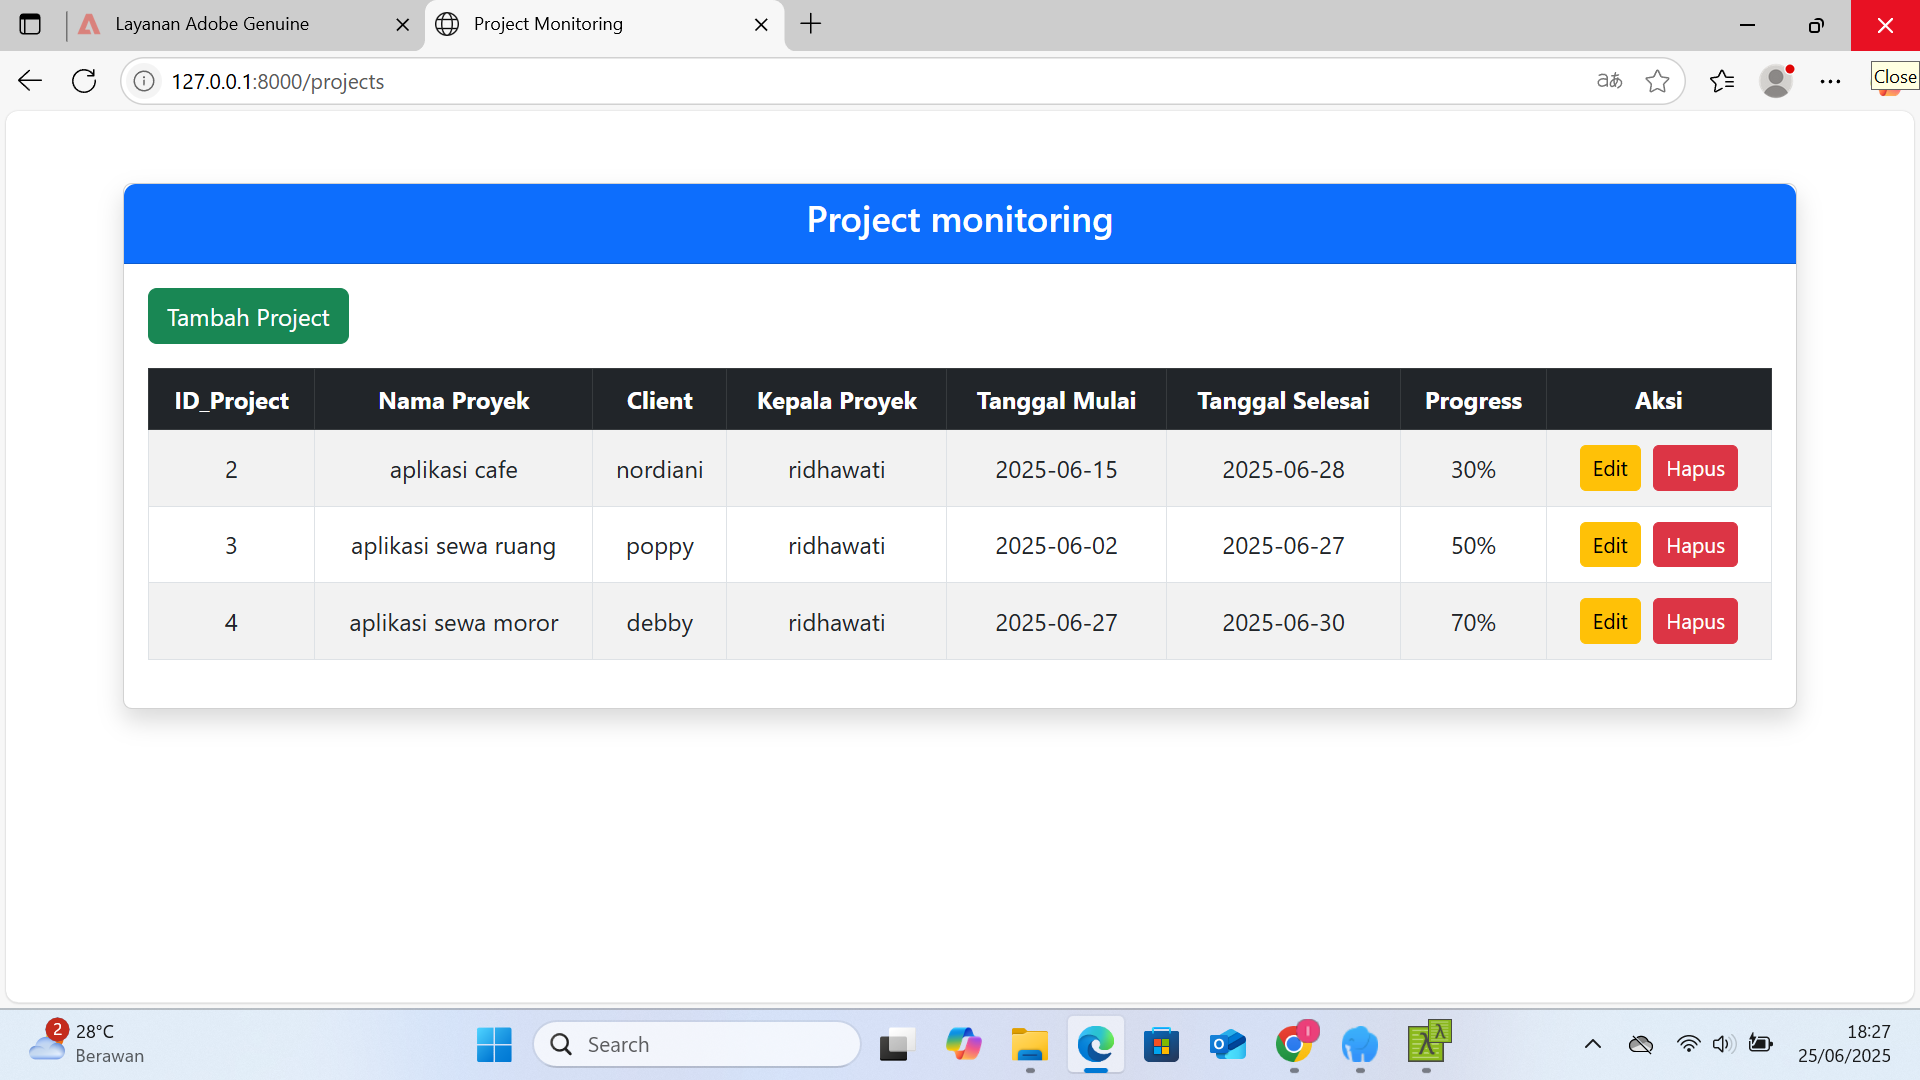 Layanan Adobe Genuine
Project Monitoring
127.0.0.1:8000/projects
aあ
Close
Project monitoring
Tambah Project
ID_Project Nama Proyek Client Kepala Proyek Tanggal Mulai Tanggal Selesai Progress Aksi
2 aplikasi cafe nordiani ridhawati 2025-06-15 2025-06-28 30% Edit Hapus
3 aplikasi sewa ruang poppy ridhawati 2025-06-02 2025-06-27 50% Edit Hapus
4 aplikasi sewa moror debby ridhawati 2025-06-27 2025-06-30 70% Edit Hapus
2
28°C
Berawan
Search
18:27
25/06/2025